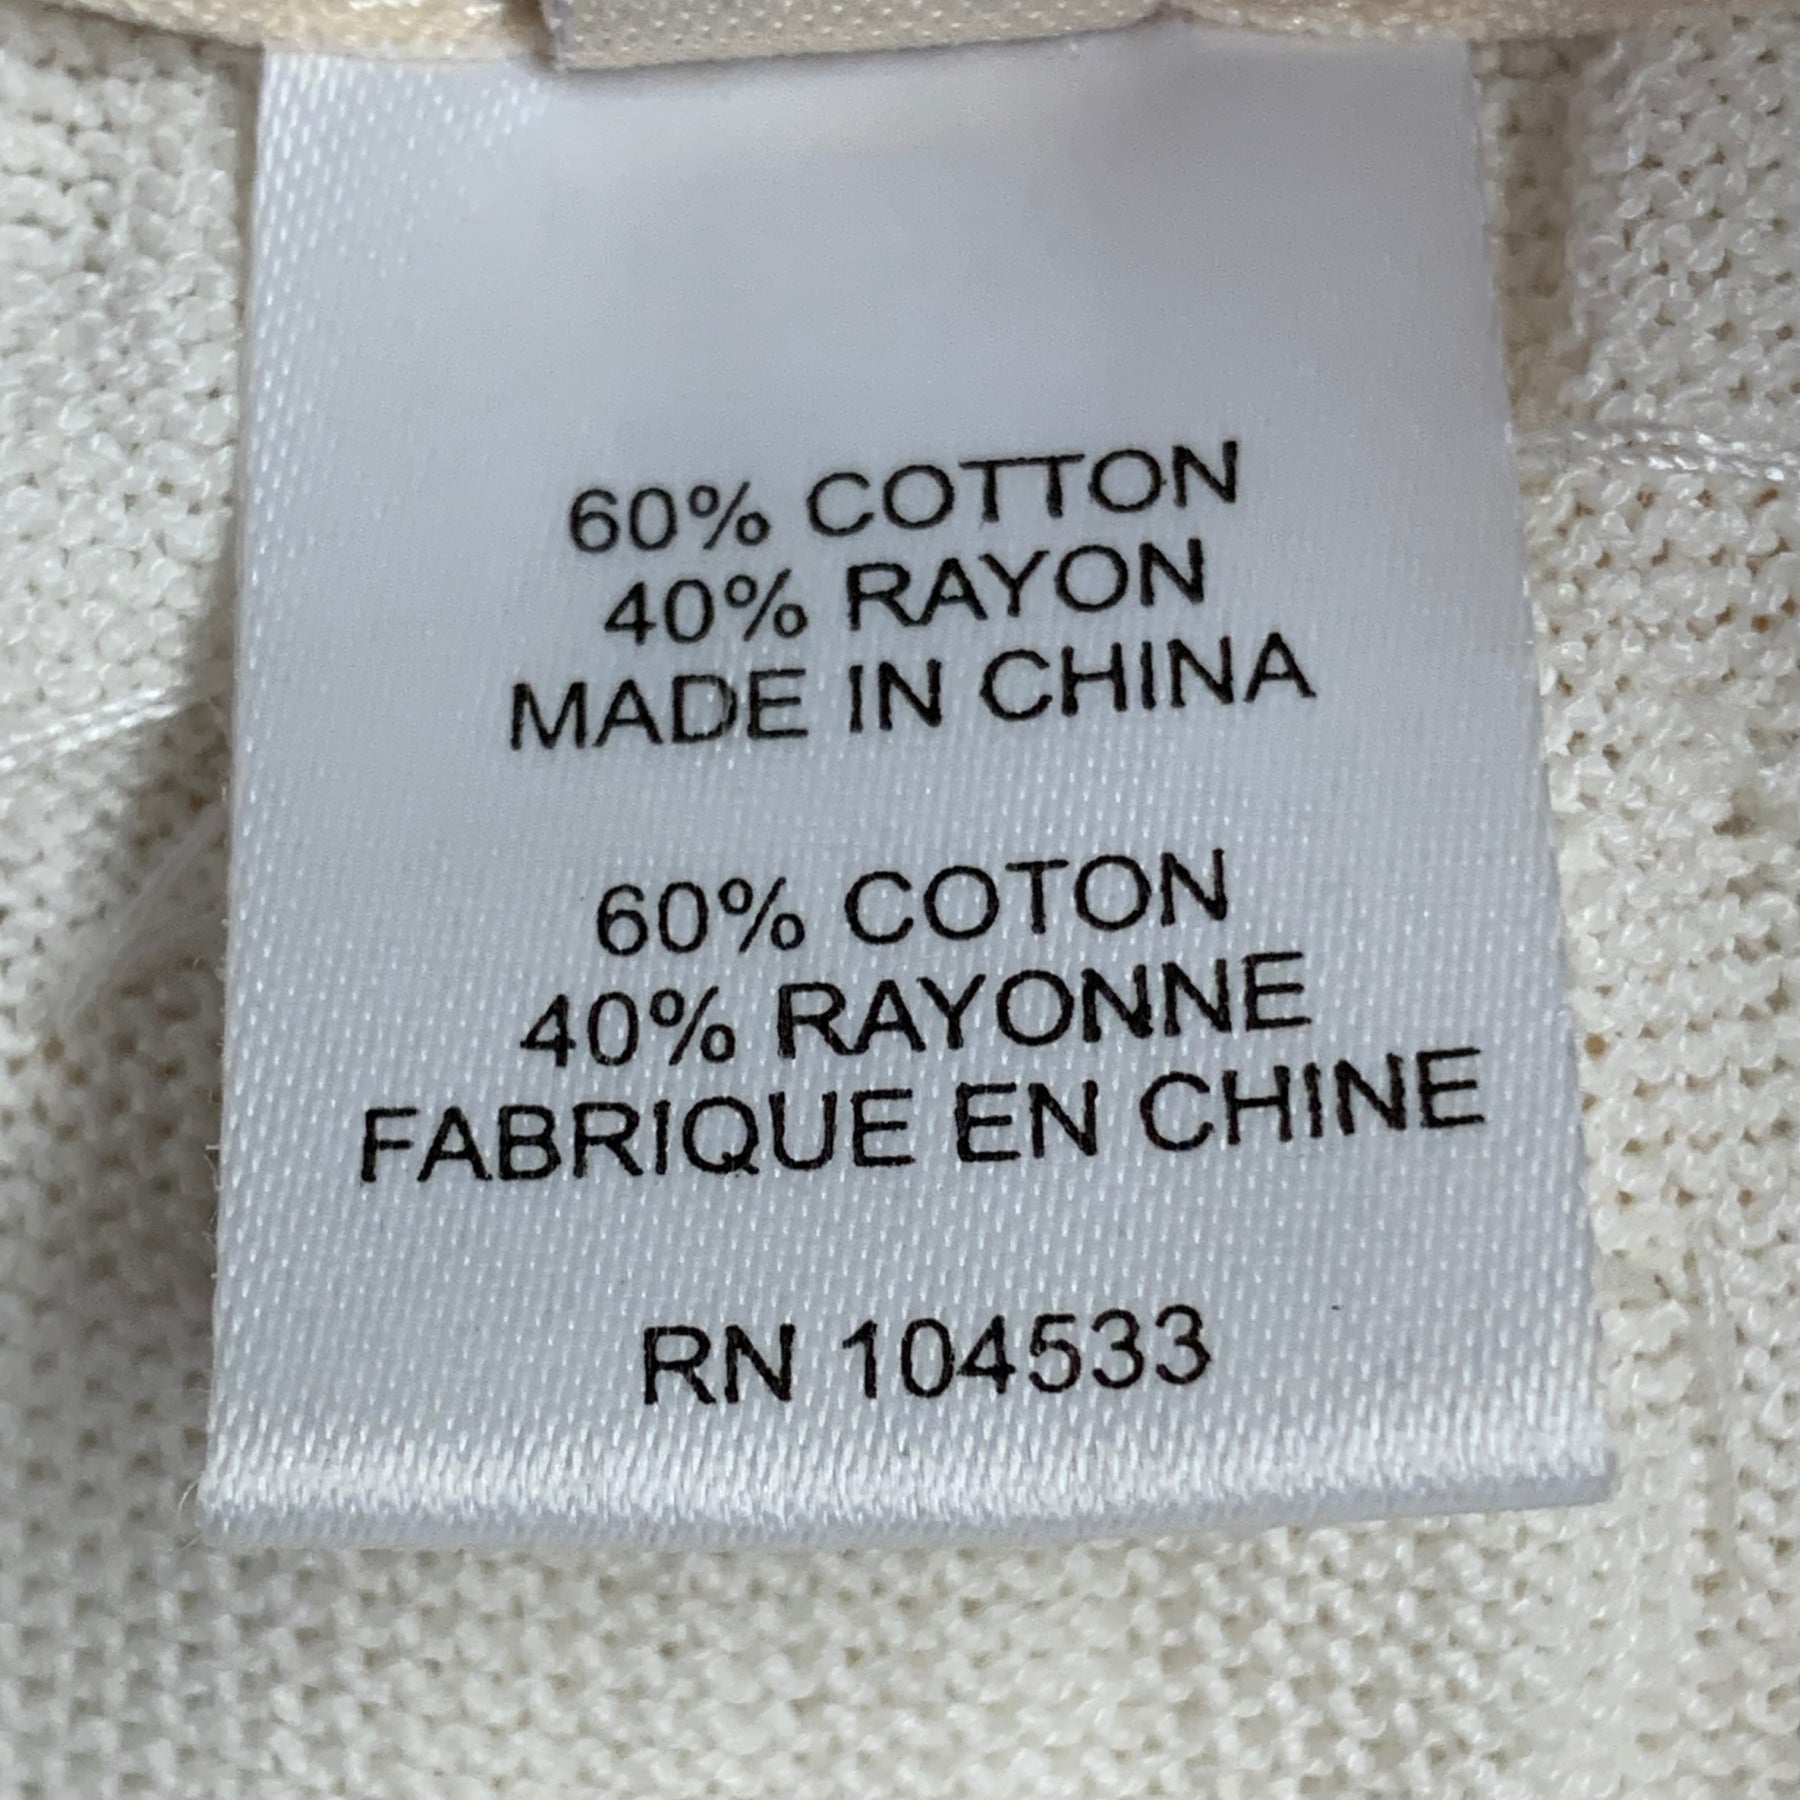 60% COTTON
40% RAYON
MADE IN CHINA
60% COTON
40% RAYONNE
FABRIQUE EN CHINE
RN 104533